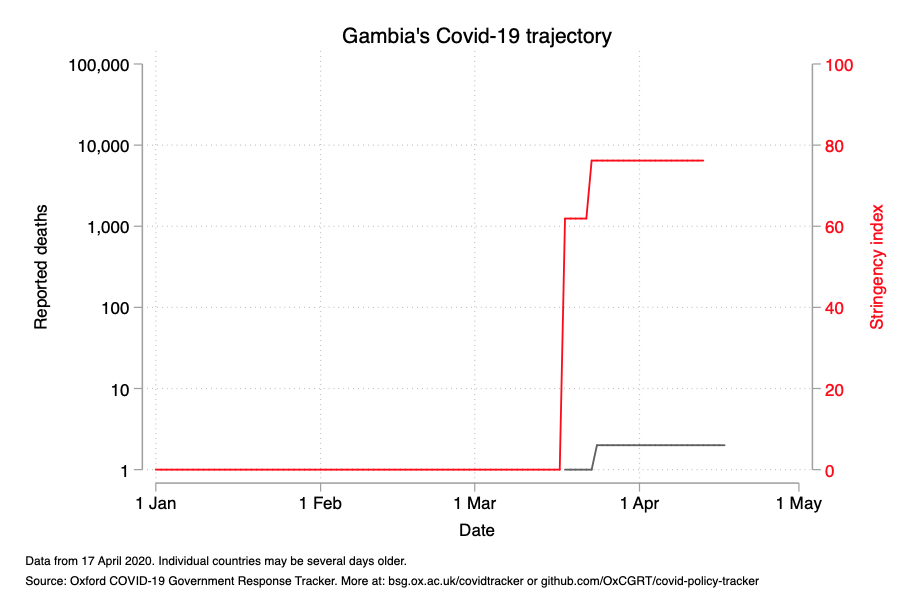 Gambia's Covid-19 trajectory
100,000
10,000
1,000
100
10
1
Reported deaths
100
80
60
40
20
0
Stringency index
1 Jan 1 Feb 1 Mar 1 Apr 1 May
Date
Data from 17 April 2020. Individual countries may be several days older.
Source: Oxford COVID-19 Government Response Tracker. More at: bsg.ox.ac.uk/covidtracker or github.com/OxCGRT/covid-policy-tracker